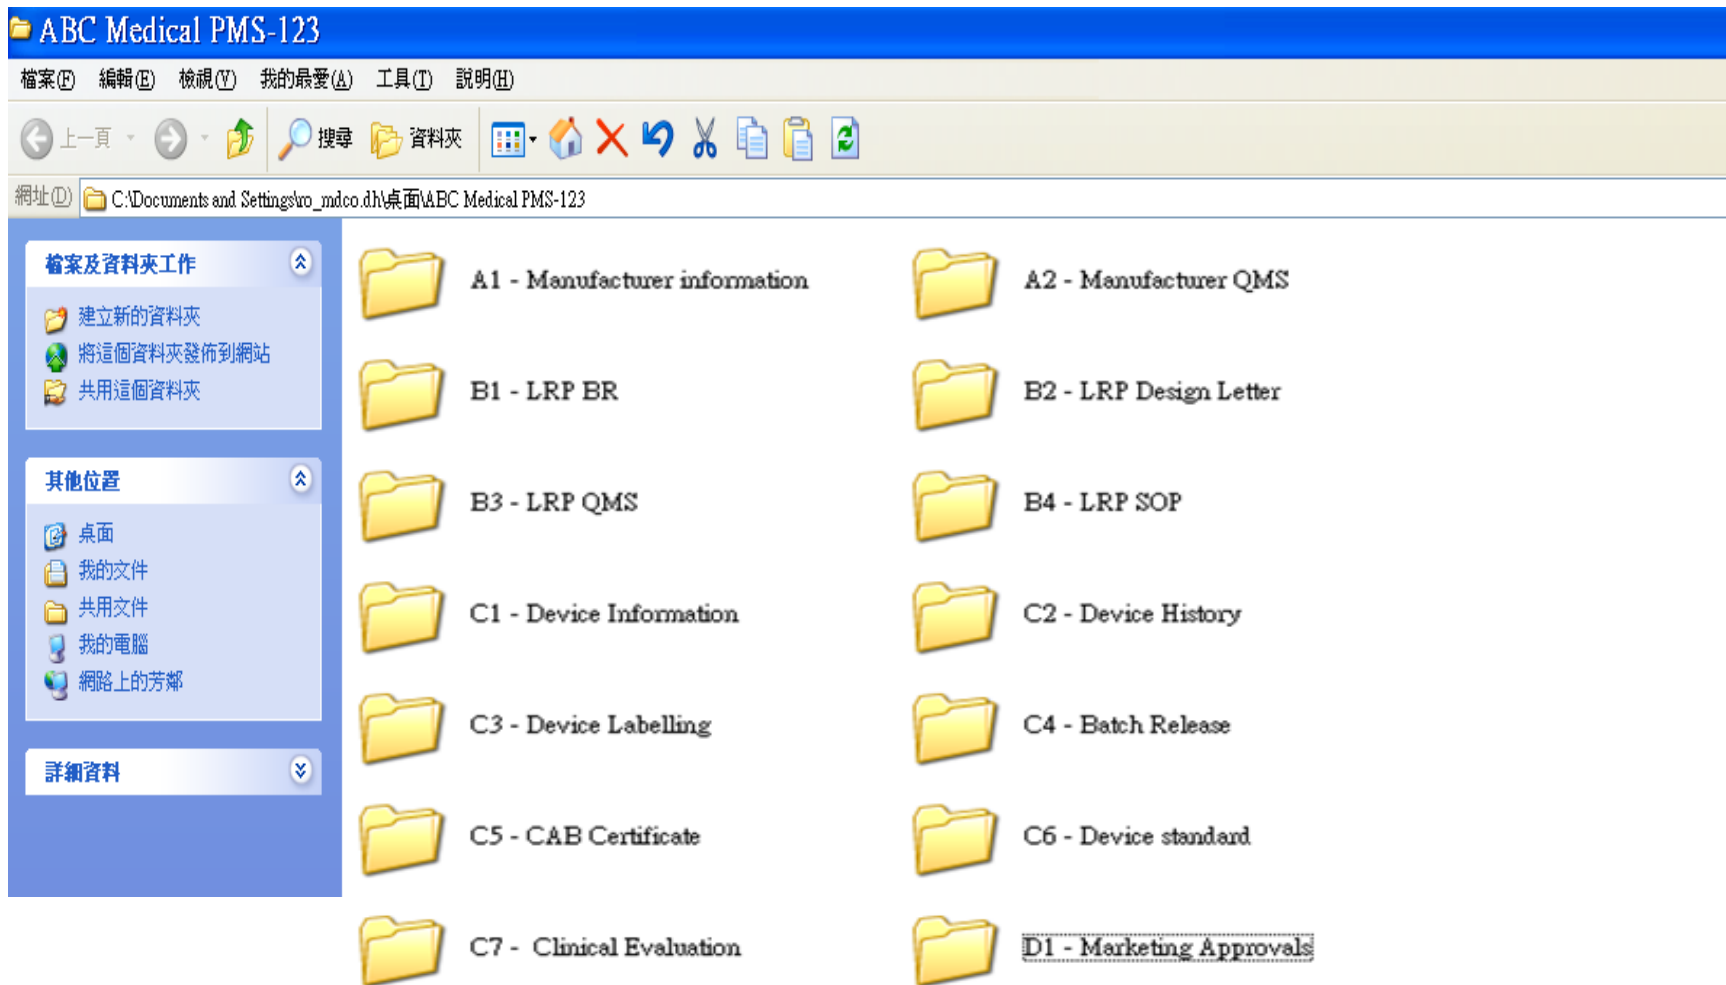 ABC Medical PMS-123
檔案(F) 編輯(E) 檢視(V) 我的最愛(A) 工具(T) 說明(H)
上一頁 搜尋 資料夾
網址(D) C:\Documents and Settings\ro_mdco.dh\桌面\ABC Medical PMS-123
檔案及資料夾工作
建立新的資料夾
將這個資料夾發佈到網站
共用這個資料夾
其他位置
桌面
我的文件
共用文件
我的電腦
網路上的芳鄰
詳細資料
A1 - Manufacturer information
A2 - Manufacturer QMS
B1 - LRP BR
B2 - LRP Design Letter
B3 - LRP QMS
B4 - LRP SOP
C1 - Device Information
C2 - Device History
C3 - Device Labelling
C4 - Batch Release
C5 - CAB Certificate
C6 - Device standard
C7 - Clinical Evaluation
D1 - Marketing Approvals